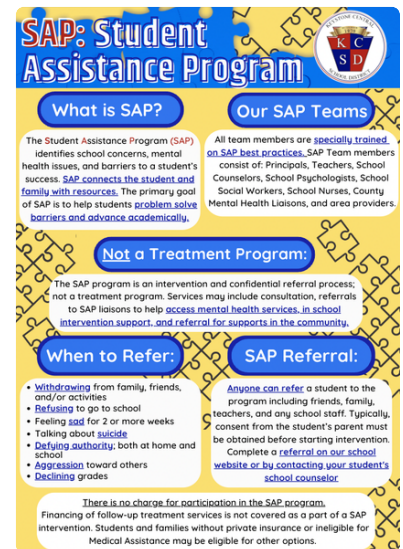 SAP: Student
Assistance Program
KEYSTONE CENTRAL
K C
S D
SCHOOL DISTRICT
What is SAP?
The Student Assistance Program (SAP)
identifies school concerns, mental
health issues, and barriers to a student's
success. SAP connects the student and
family with resources. The primary goal
of SAP is to help students problem solve
barriers and advance academically.
Our SAP Teams
All team members are specially trained
on SAP best practices. SAP Team members
consist of: Principals, Teachers, School
Counselors, School Psychologists, School
Social Workers, School Nurses, County
Mental Health Liaisons, and area providers.
Not a Treatment Program:
The SAP program is an intervention and confidential referral process;
not a treatment program. Services may include consultation, referrals
to SAP liaisons to help access mental health services, in school
intervention support, and referral for supports in the community.
When to Refer:
• Withdrawing from family, friends,
and/or activities
• Refusing to go to school
• Feeling sad for 2 or more weeks
• Talking about suicide
• Defying authority; both at home and
school
• Aggression toward others
• Declining grades
SAP Referral:
Anyone can refer a student to the
program including friends, family,
teachers, and any school staff. Typically,
consent from the student's parent must
be obtained before starting intervention.
Complete a referral on our school
website or by contacting your student's
school counselor
There is no charge for participation in the SAP program.
Financing of follow-up treatment services is not covered as a part of a SAP
intervention. Students and families without private insurance or ineligible for
Medical Assistance may be eligible for other options.